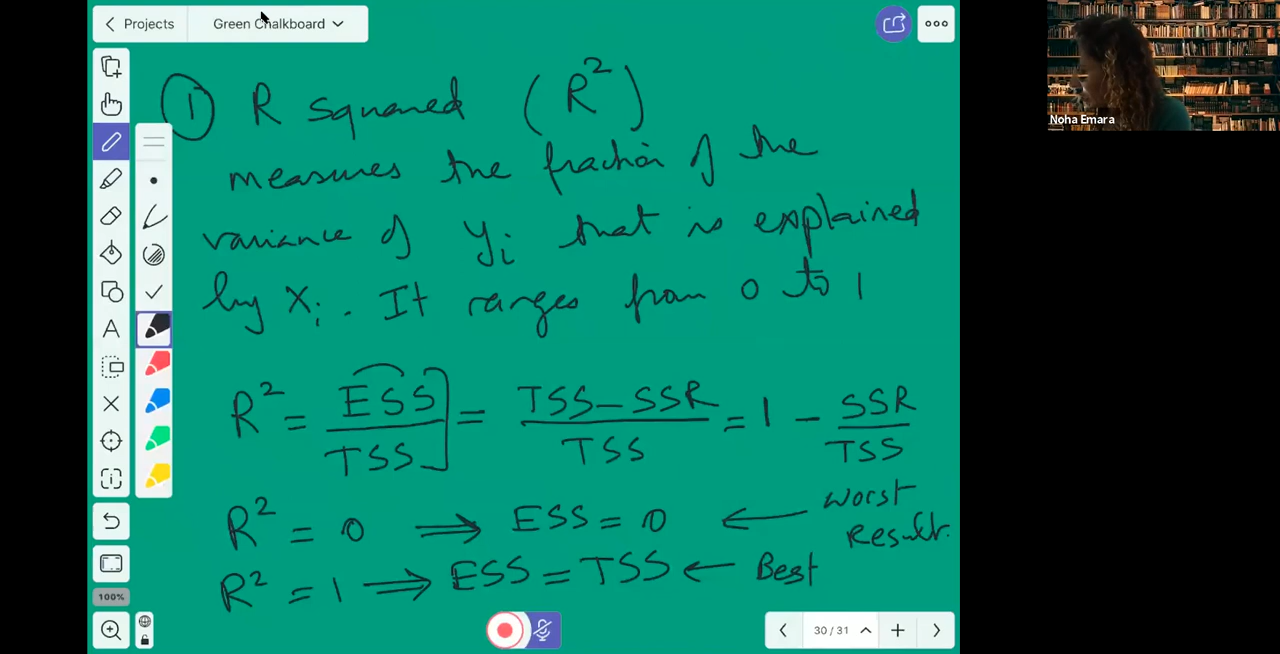 Projects
Green Chalkboard
Noha Emara
① R squared (R²)
measures the fraction of the
variance of yi that is explained
by Xi. It ranges from 0 to 1
R² = ESS/TSS = TSS-SSR/TSS = 1 - SSR/TSS
R² = 0 ⟹ ESS = 0 ← worst
Result.
R² = 1 ⟹ ESS = TSS ← Best
A
100%
30 / 31